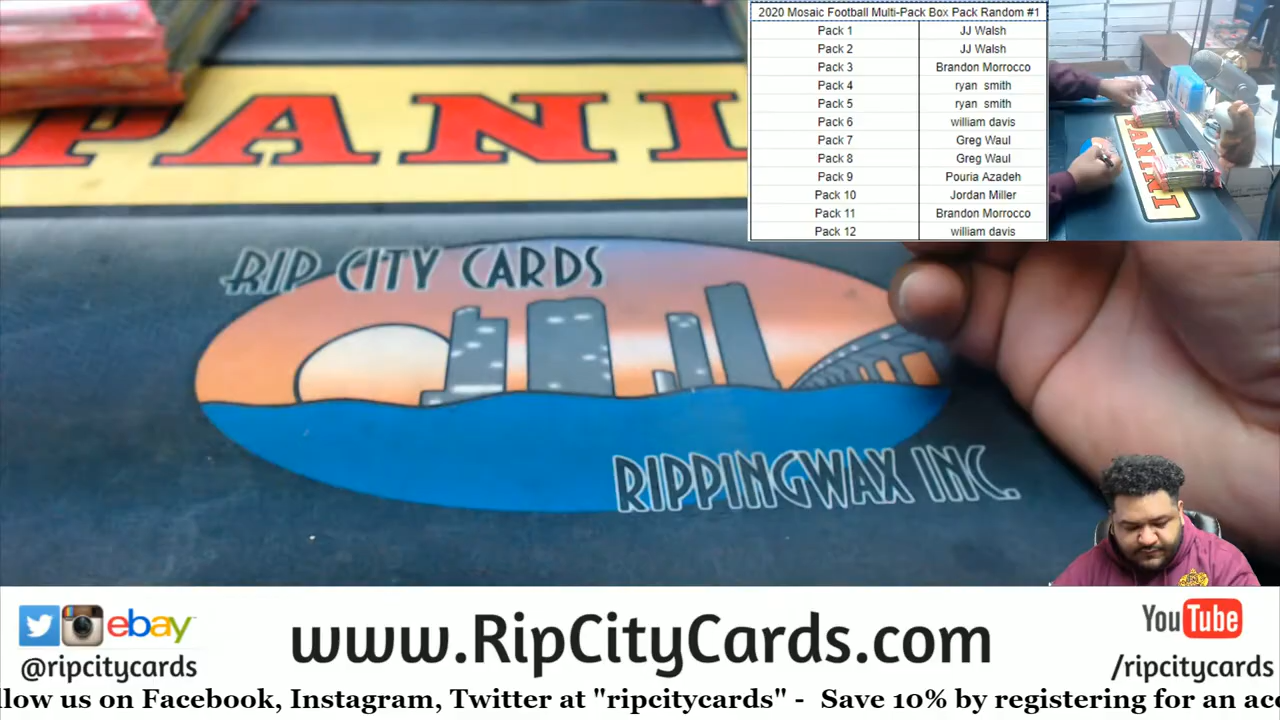 2020 Mosaic Football Multi-Pack Box Pack Random #1
Pack 1 JJ Walsh
Pack 2 JJ Walsh
Pack 3 Brandon Morrocco
Pack 4 ryan smith
Pack 5 ryan smith
Pack 6 william davis
Pack 7 Greg Waul
Pack 8 Greg Waul
Pack 9 Pouria Azadeh
Pack 10 Jordan Miller
Pack 11 Brandon Morrocco
Pack 12 william davis
PANINI
PANINI
RIP CITY CARDS
RIPPINGWAX INC.
ebay
@ripcitycards
www.RipCityCards.com
YouTube
/ripcitycards
llow us on Facebook, Instagram, Twitter at "ripcitycards" - Save 10% by registering for an acc